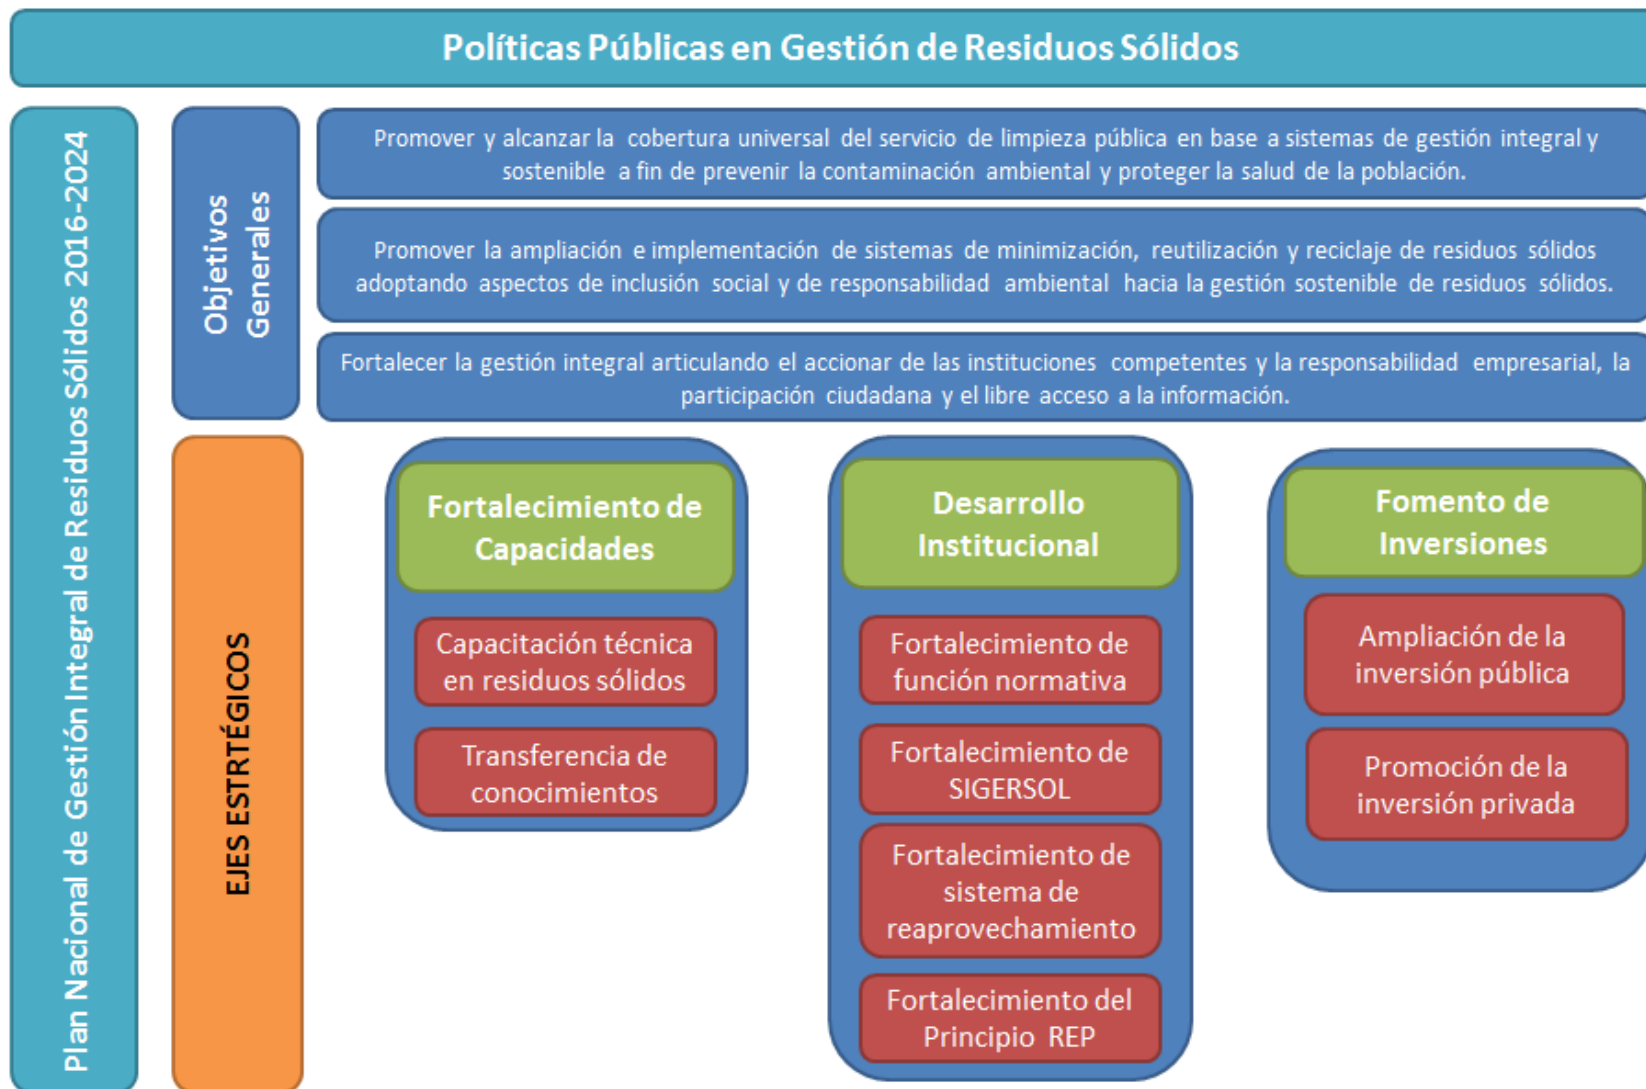 Políticas Públicas en Gestión de Residuos Sólidos
Plan Nacional de Gestión Integral de Residuos Sólidos 2016-2024
Objetivos
Generales
Promover y alcanzar la cobertura universal del servicio de limpieza pública en base a sistemas de gestión integral y
sostenible a fin de prevenir la contaminación ambiental y proteger la salud de la población.
Promover la ampliación e implementación de sistemas de minimización, reutilización y reciclaje de residuos sólidos
adoptando aspectos de inclusión social y de responsabilidad ambiental hacia la gestión sostenible de residuos sólidos.
Fortalecer la gestión integral articulando el accionar de las instituciones competentes y la responsabilidad empresarial, la
participación ciudadana y el libre acceso a la información.
EJES ESTRTÉGICOS
Fortalecimiento de
Capacidades
Capacitación técnica
en residuos sólidos
Transferencia de
conocimientos
Desarrollo
Institucional
Fortalecimiento de
función normativa
Fortalecimiento de
SIGERSOL
Fortalecimiento de
sistema de
reaprovechamiento
Fortalecimiento del
Principio REP
Fomento de
Inversiones
Ampliación de la
inversión pública
Promoción de la
inversión privada